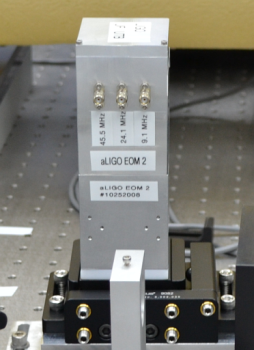 45.5 MHz
24.1 MHz
9.1 MHz
aLIGO EOM 2
aLIGO EOM 2
#10252008